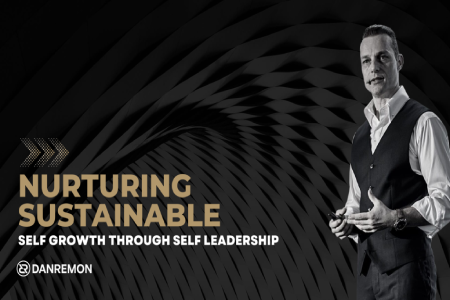 NURTURING
SUSTAINABLE
SELF GROWTH THROUGH SELF LEADERSHIP
DANREMON